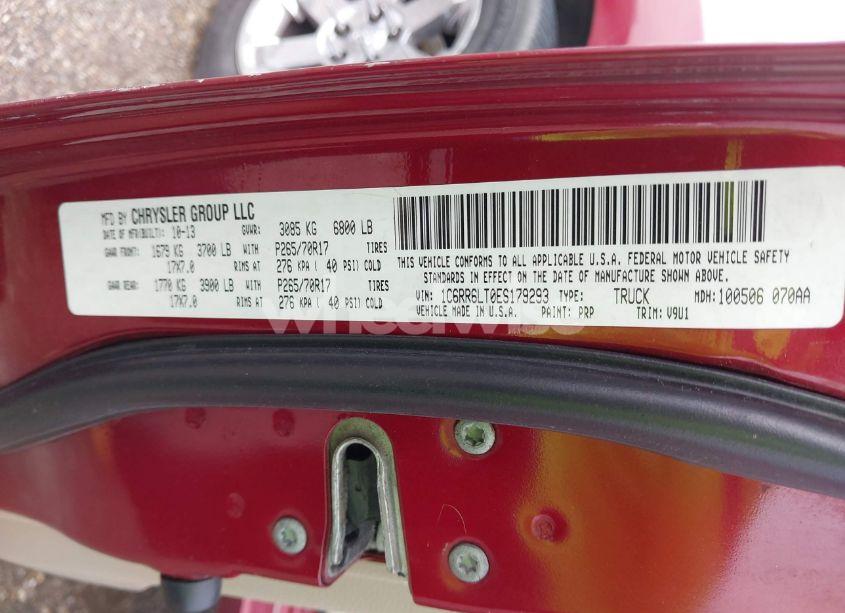 MFD BY CHRYSLER GROUP LLC
DATE OF MFR(BUILT): 10-13 GVWR: 3085 KG 6800 LB
GAWR FRONT: 1679 KG 3700 LB WITH P265/70R17 TIRES
17X7.0 RIMS AT 276 KPA ( 40 PSI) COLD
GAWR REAR: 1770 KG 3900 LB WITH P265/70R17 TIRES
17X7.0 RIMS AT 276 KPA ( 40 PSI) COLD
THIS VEHICLE CONFORMS TO ALL APPLICABLE U.S.A. FEDERAL MOTOR VEHICLE SAFETY
STANDARDS IN EFFECT ON THE DATE OF MANUFACTURE SHOWN ABOVE.
VIN: 1C6RR6LT0ES179293 TYPE: TRUCK MDH: 100506 070AA
VEHICLE MADE IN U.S.A. PAINT: PRP TRIM: V9U1